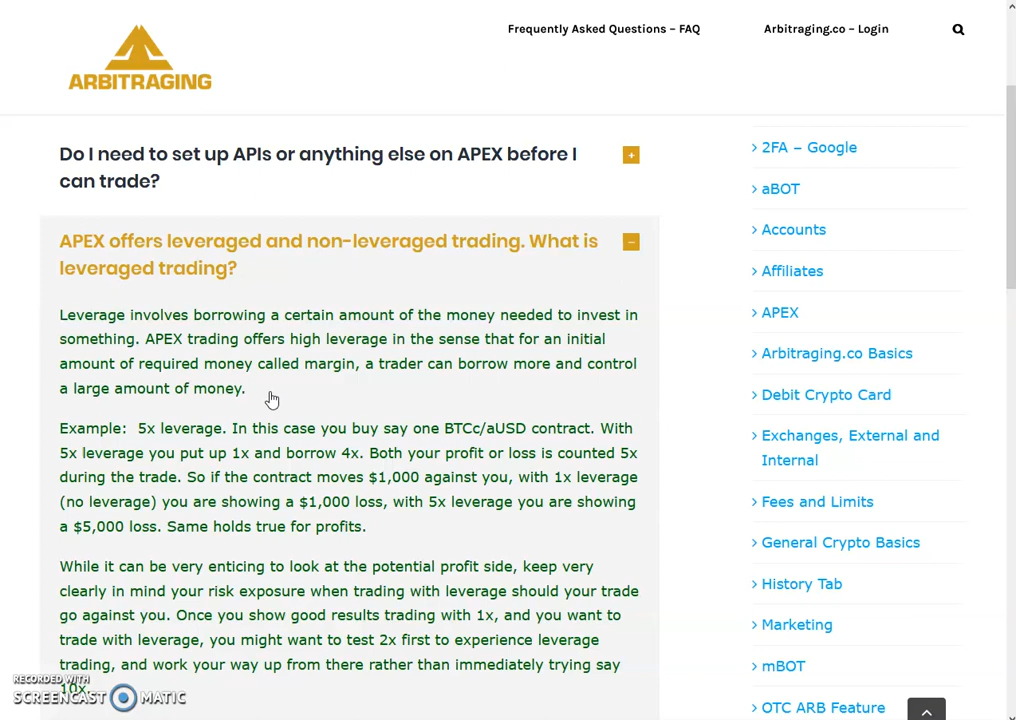 Frequently Asked Questions – FAQ
Arbitraging.co – Login
ARBITRAGING
Do I need to set up APIs or anything else on APEX before I
can trade?
+
APEX offers leveraged and non-leveraged trading. What is
leveraged trading?
–
Leverage involves borrowing a certain amount of the money needed to invest in
something. APEX trading offers high leverage in the sense that for an initial
amount of required money called margin, a trader can borrow more and control
a large amount of money.
Example:  5x leverage. In this case you buy say one BTCc/aUSD contract. With
5x leverage you put up 1x and borrow 4x. Both your profit or loss is counted 5x
during the trade. So if the contract moves $1,000 against you, with 1x leverage
(no leverage) you are showing a $1,000 loss, with 5x leverage you are showing
a $5,000 loss. Same holds true for profits.
While it can be very enticing to look at the potential profit side, keep very
clearly in mind your risk exposure when trading with leverage should your trade
go against you. Once you show good results trading with 1x, and you want to
trade with leverage, you might want to test 2x first to experience leverage
trading, and work your way up from there rather than immediately trying say
10x.
> 2FA – Google
> aBOT
> Accounts
> Affiliates
> APEX
> Arbitraging.co Basics
> Debit Crypto Card
> Exchanges, External and
Internal
> Fees and Limits
> General Crypto Basics
> History Tab
> Marketing
> mBOT
> OTC ARB Feature
RECORDED WITH
SCREENCAST MATIC